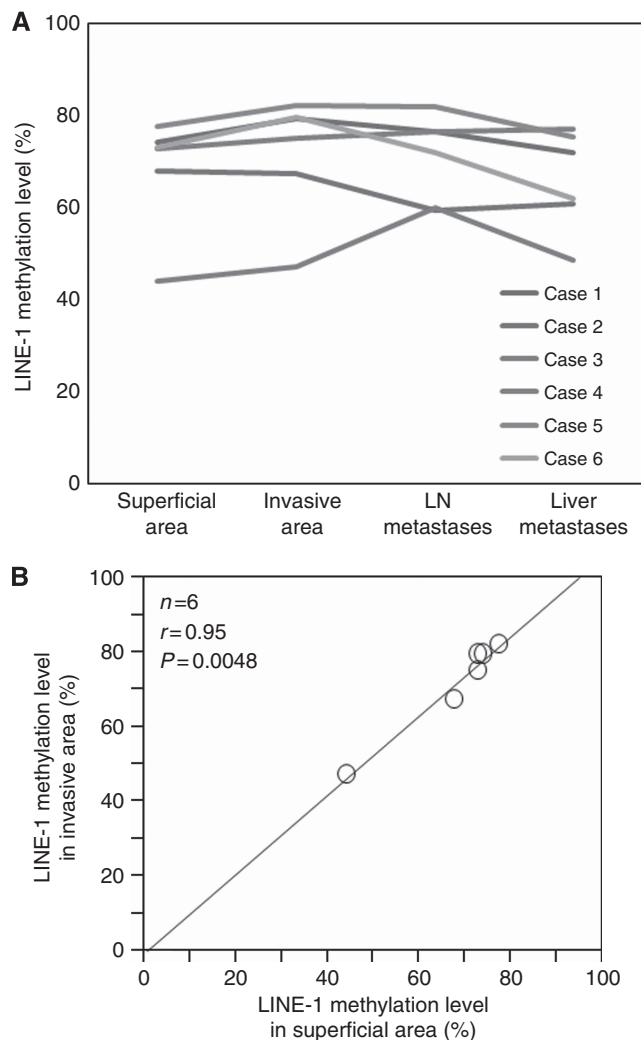 A
100
80
60
40
20
0
LINE-1 methylation level (%)
Case 1
Case 2
Case 3
Case 4
Case 5
Case 6
Superficial area
Invasive area
LN metastases
Liver metastases
B
100
80
60
40
20
0
LINE-1 methylation level
in invasive area (%)
n=6
r=0.95
P=0.0048
0 20 40 60 80 100
LINE-1 methylation level
in superficial area (%)